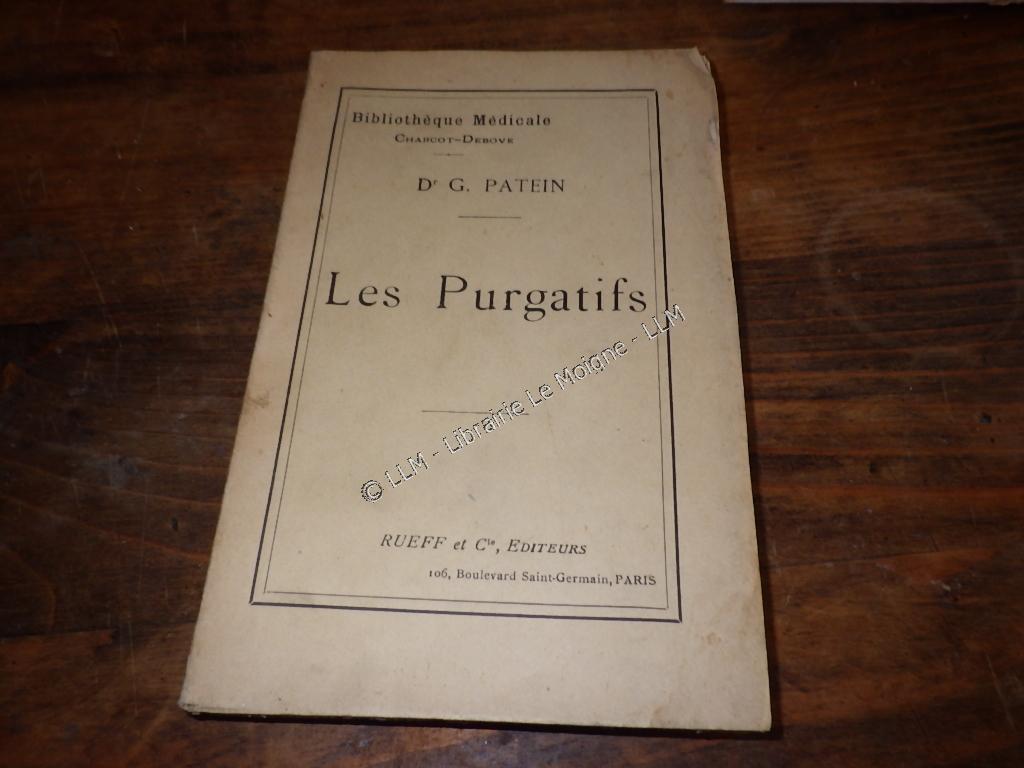 Bibliothèque Médicale
Charcot-Debove
Dr G. PATEIN
Les Purgatifs
© LLM - Librairie Le Moigne - LLM
RUEFF et Cie, Editeurs
106, Boulevard Saint-Germain, PARIS